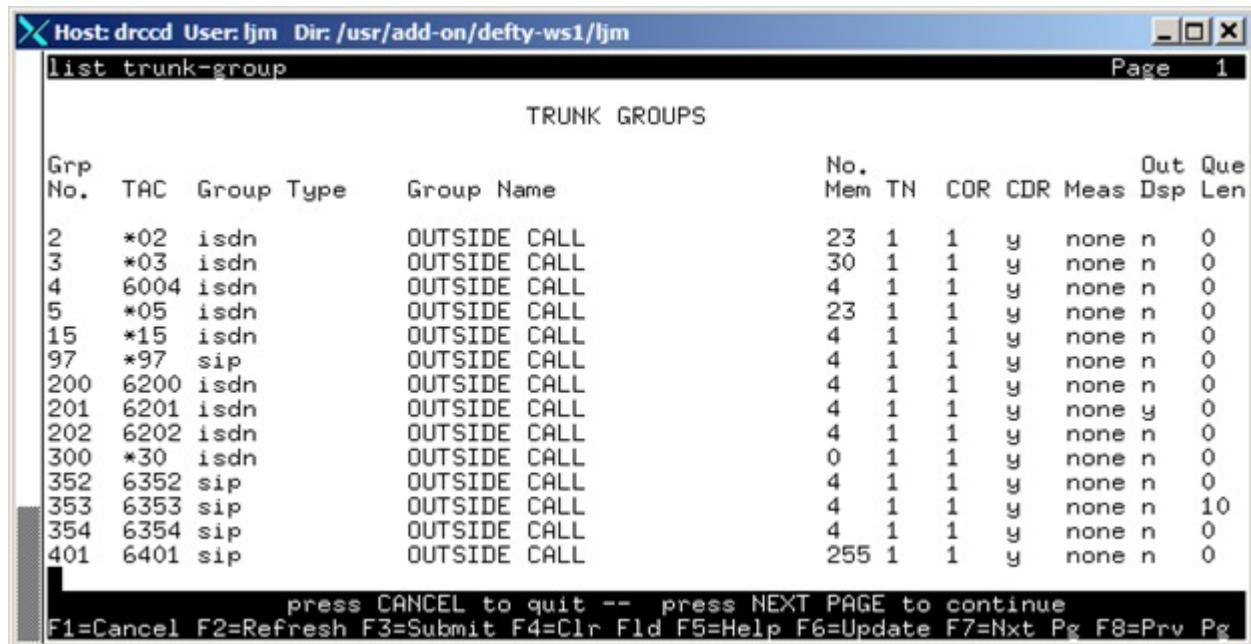 Host: drccd User: ljm Dir: /usr/add-on/defty-ws1/ljm
list trunk-group Page 1
TRUNK GROUPS
Grp No. Out Que
No. TAC Group Type Group Name Mem TN COR CDR Meas Dsp Len
2 *02 isdn OUTSIDE CALL 23 1 1 y none n 0
3 *03 isdn OUTSIDE CALL 30 1 1 y none n 0
4 6004 isdn OUTSIDE CALL 4 1 1 y none n 0
5 *05 isdn OUTSIDE CALL 23 1 1 y none n 0
15 *15 isdn OUTSIDE CALL 4 1 1 y none n 0
97 *97 sip OUTSIDE CALL 4 1 1 y none n 0
200 6200 isdn OUTSIDE CALL 4 1 1 y none n 0
201 6201 isdn OUTSIDE CALL 4 1 1 y none y 0
202 6202 isdn OUTSIDE CALL 4 1 1 y none n 0
300 *30 isdn OUTSIDE CALL 0 1 1 y none n 0
352 6352 sip OUTSIDE CALL 4 1 1 y none n 0
353 6353 sip OUTSIDE CALL 4 1 1 y none n 10
354 6354 sip OUTSIDE CALL 4 1 1 y none n 0
401 6401 sip OUTSIDE CALL 255 1 1 y none n 0
press CANCEL to quit -- press NEXT PAGE to continue
F1=Cancel F2=Refresh F3=Submit F4=Clr Fld F5=Help F6=Update F7=Nxt Pg F8=Prv Pg